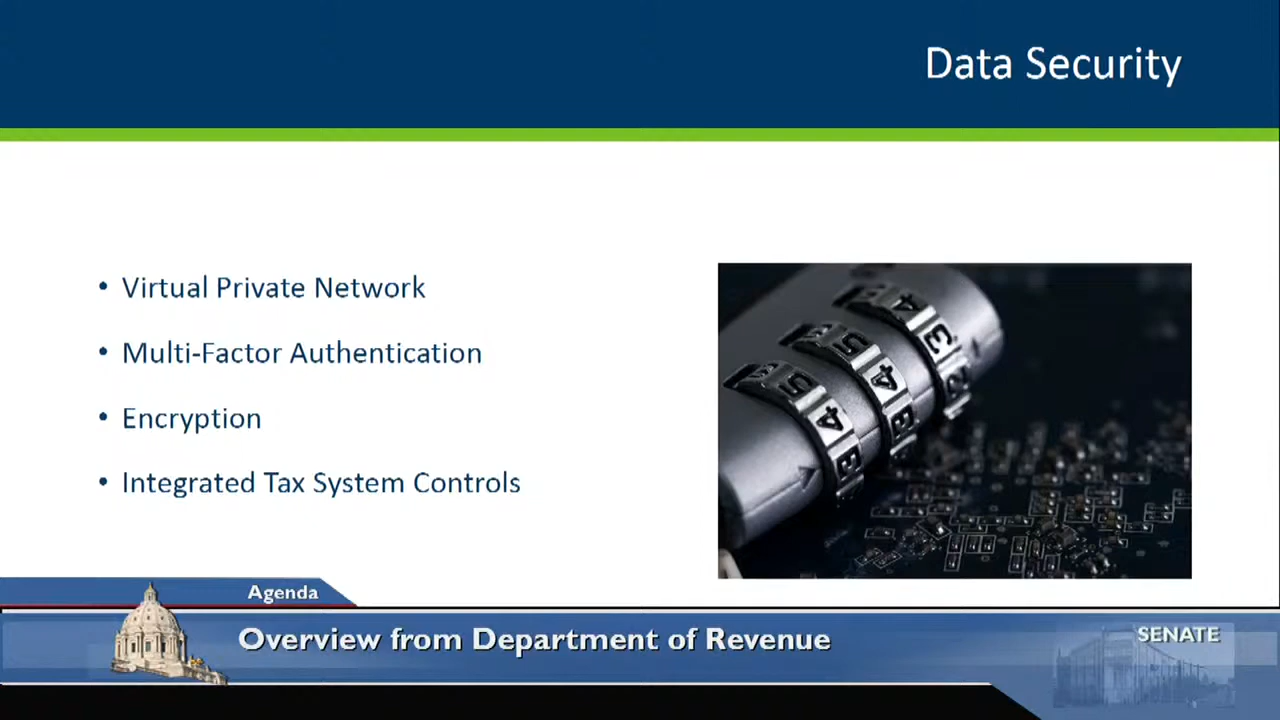 Data Security
• Virtual Private Network
• Multi-Factor Authentication
• Encryption
• Integrated Tax System Controls
Agenda
Overview from Department of Revenue
SENATE